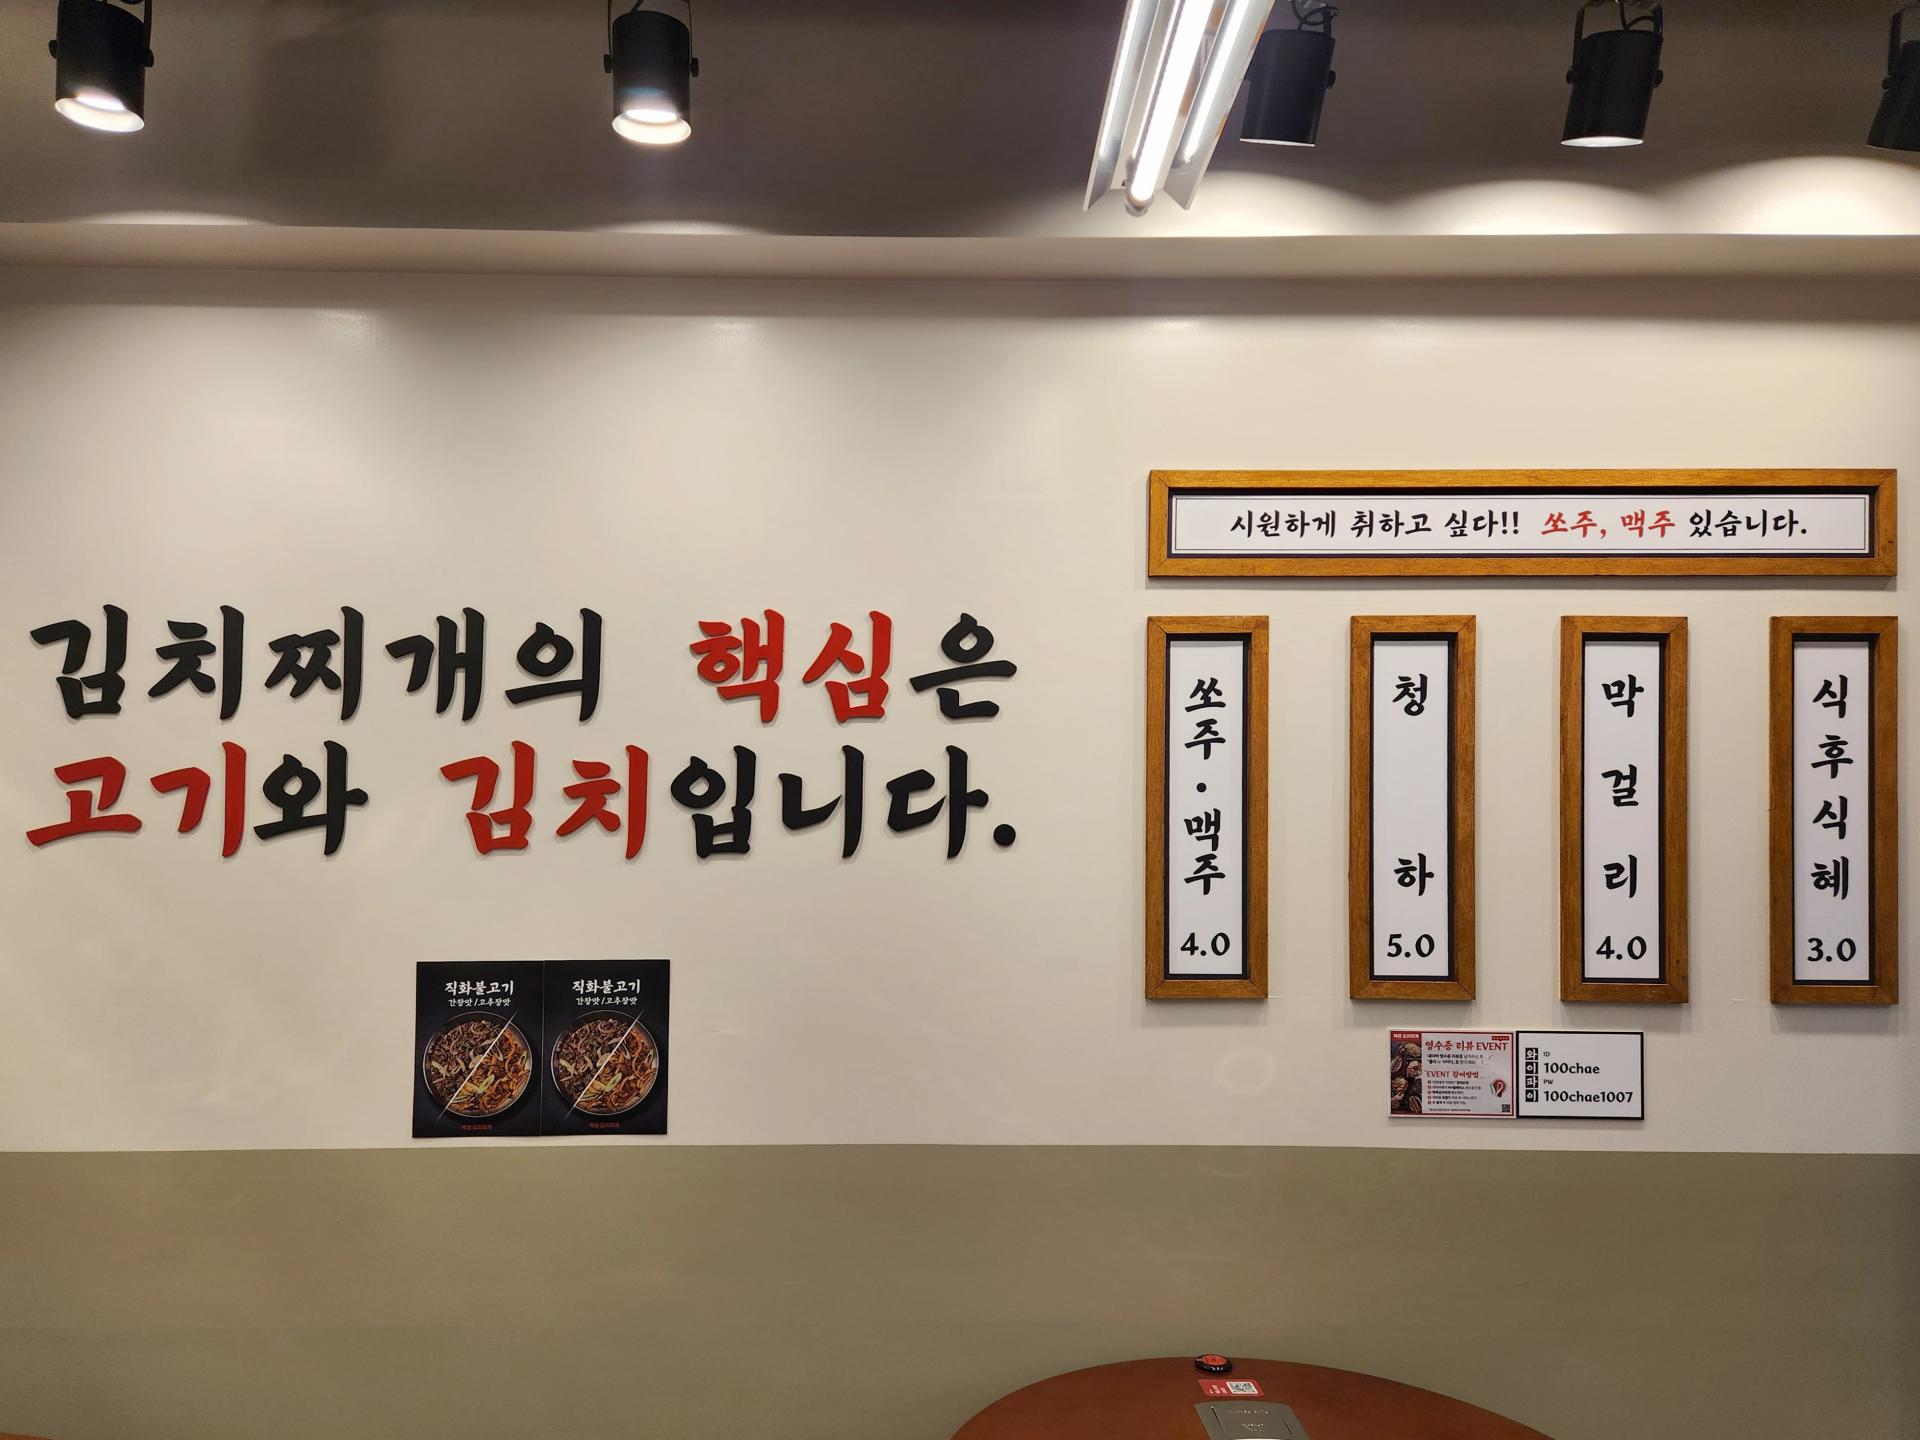 김치찌개의 핵심은
고기와 김치입니다.
시원하게 취하고 싶다!! 쏘주, 맥주 있습니다.
쏘주·맥주
4.0
청하
5.0
막걸리
4.0
식후식혜
3.0
직화불고기
간장맛/고추장맛
직화불고기
간장맛/고추장맛
영수증 리뷰 EVENT
EVENT 참여방법
와이파이
ID
100chae
PW
100chae1007